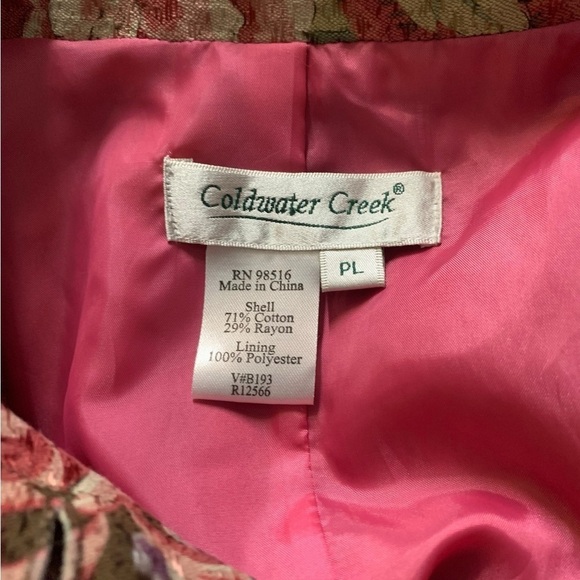 Coldwater Creek®
PL
RN 98516
Made in China
Shell
71% Cotton
29% Rayon
Lining
100% Polyester
V#B193
R12566